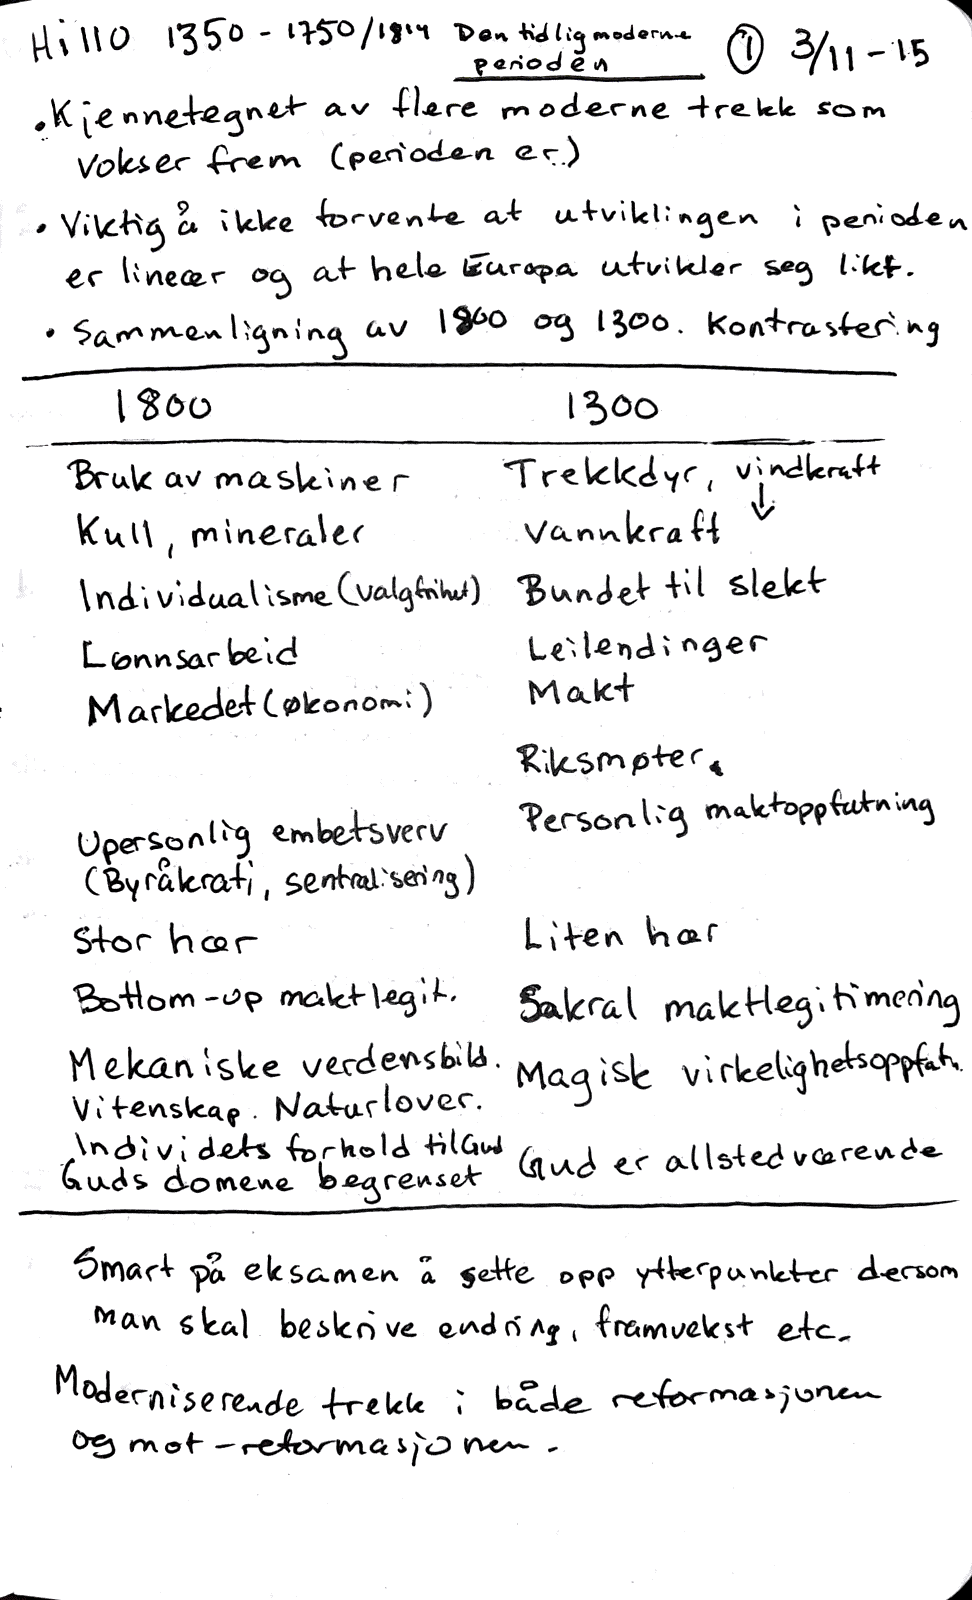 HI110 1350 - 1750/1814 Den tidligmoderne
perioden
① 3/11-15
• Kjennetegnet av flere moderne trekk som
vokser frem (perioden er.)
• Viktig å ikke forvente at utviklingen i perioden
er lineær og at hele Europa utvikler seg likt.
• Sammenligning av 1800 og 1300. Kontrastering
1800 1300
Bruk av maskiner Trekkdyr, vindkraft
↓
Kull, mineraler Vannkraft
Individualisme (valgfrihet) Bundet til slekt
Lønnsarbeid Leilendinger
Markedet (økonomi) Makt
Riksmøter.
Upersonlig embetsverv Personlig maktoppfatning
(Byråkrati, sentralisering)
Stor hær Liten hær
Bottom-up maktlegit. Sakral maktlegitimering
Mekaniske verdensbild. Magisk virkelighetsoppfatn.
Vitenskap. Naturlover.
Individets forhold til Gud Gud er allstedværende
Guds domene begrenset
Smart på eksamen å sette opp ytterpunkter dersom
man skal beskrive endring, framvekst etc.
Moderniserende trekk i både reformasjonen
og mot-reformasjonen.